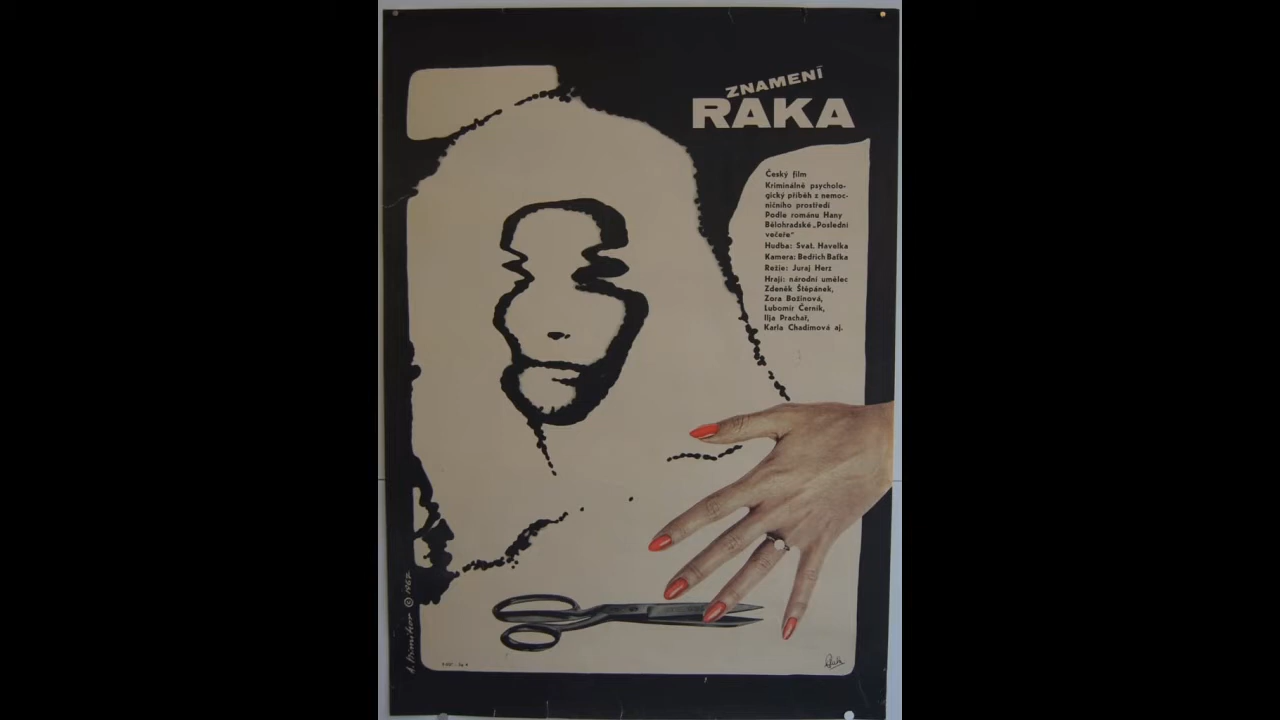 ZNAMENÍ
RAKA
Český film
Kriminálně psycholo-
gický příběh z nemoc-
ničního prostředí
Podle románu Hany
Bělohradské „Poslední
večeře"
Hudba: Svat. Havelka
Kamera: Bedřich Baťka
Režie: Juraj Herz
Hrají: národní umělec
Zdeněk Štěpánek,
Zora Božinová,
Ľubomír Černík,
Ilja Prachař,
Karla Chadimová aj.
© 1967